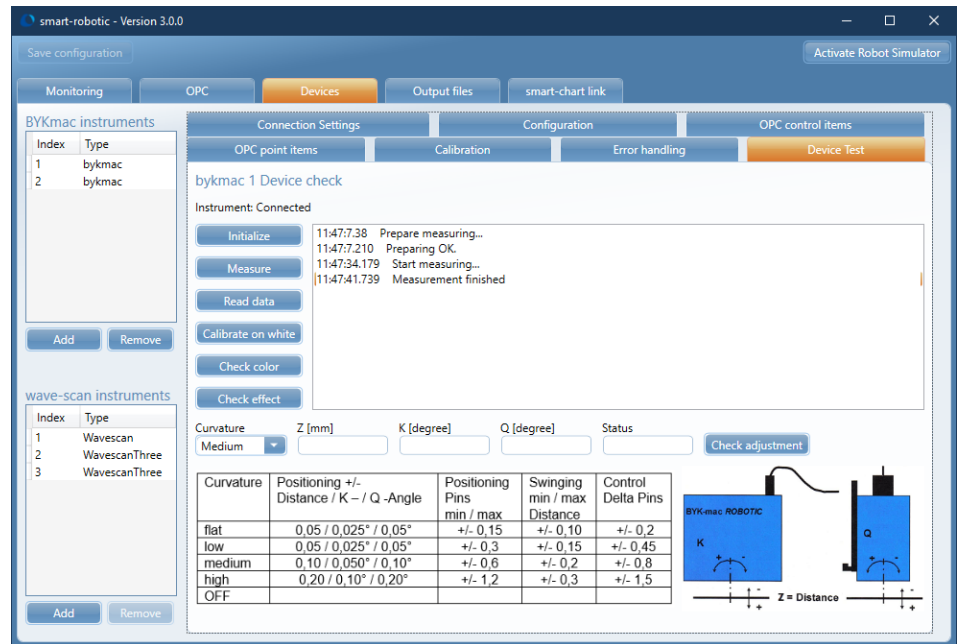 smart-robotic - Version 3.0.0
Save configuration
Activate Robot Simulator
Monitoring OPC Devices Output files smart-chart link
BYKmac instruments
Index Type
1 bykmac
2 bykmac
Add Remove
wave-scan instruments
Index Type
1 Wavescan
2 WavescanThree
3 WavescanThree
Add Remove
Connection Settings Configuration OPC control items
OPC point items Calibration Error handling Device Test
bykmac 1 Device check
Instrument: Connected
Initialize
Measure
Read data
Calibrate on white
Check color
Check effect
11:47:7.38 Prepare measuring...
11:47:7.210 Preparing OK.
11:47:34.179 Start measuring...
11:47:41.739 Measurement finished
Curvature Z [mm] K [degree] Q [degree] Status
Medium Check adjustment
Curvature Positioning +/- Positioning Swinging Control
Distance / K – / Q -Angle Pins min / max Delta Pins
min / max Distance
flat 0,05 / 0,025° / 0,05° +/- 0,15 +/- 0,10 +/- 0,2
low 0,05 / 0,025° / 0,05° +/- 0,3 +/- 0,15 +/- 0,45
medium 0,10 / 0,050° / 0,10° +/- 0,6 +/- 0,2 +/- 0,8
high 0,20 / 0,10° / 0,20° +/- 1,2 +/- 0,3 +/- 1,5
OFF
BYK-mac ROBOTIC
K
- +
Q
- +
Z = Distance
- +
- +